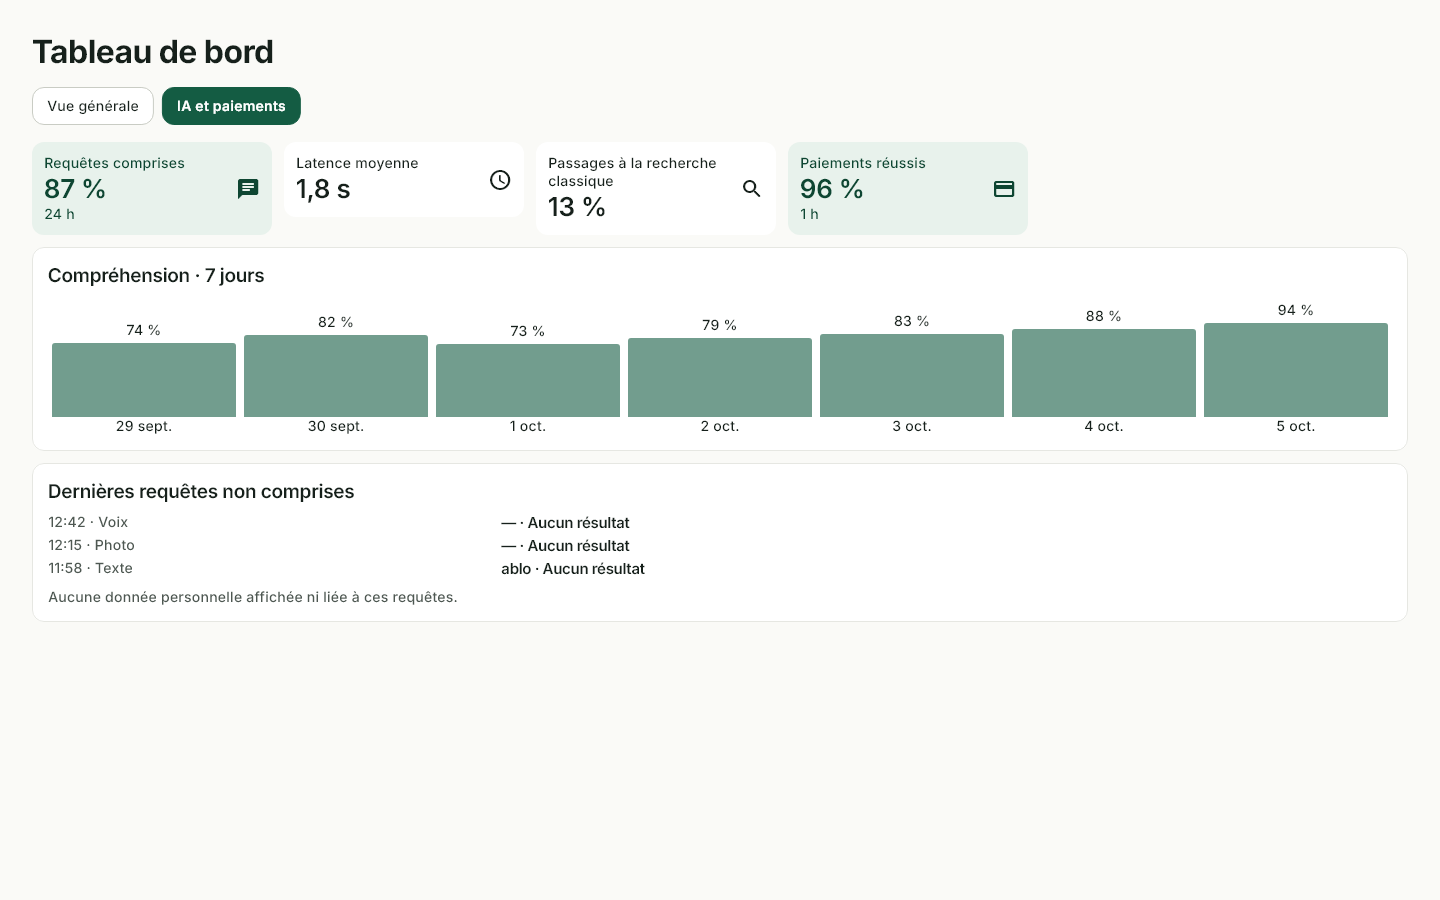 Tableau de bord
Vue générale
IA et paiements
Requêtes comprises
87 %
24 h
Latence moyenne
1,8 s
Passages à la recherche
classique
13 %
Paiements réussis
96 %
1 h
Compréhension · 7 jours
74 %
82 %
73 %
79 %
83 %
88 %
94 %
29 sept.
30 sept.
1 oct.
2 oct.
3 oct.
4 oct.
5 oct.
Dernières requêtes non comprises
12:42 · Voix
— · Aucun résultat
12:15 · Photo
— · Aucun résultat
11:58 · Texte
ablo · Aucun résultat
Aucune donnée personnelle affichée ni liée à ces requêtes.